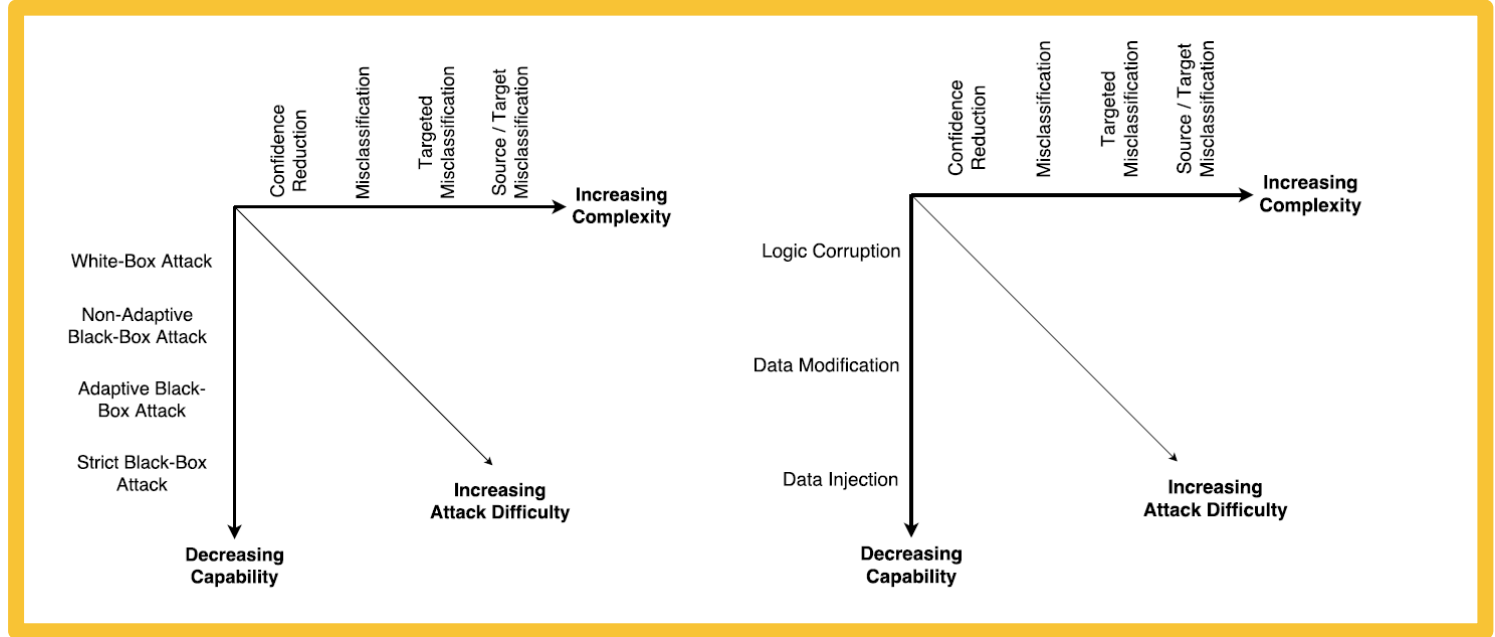 Confidence
Reduction
Misclassification
Targeted
Misclassification
Source / Target
Misclassification
Increasing
Complexity
White-Box Attack
Non-Adaptive
Black-Box Attack
Adaptive Black-
Box Attack
Strict Black-Box
Attack
Increasing
Attack Difficulty
Decreasing
Capability
Confidence
Reduction
Misclassification
Targeted
Misclassification
Source / Target
Misclassification
Increasing
Complexity
Logic Corruption
Data Modification
Data Injection
Increasing
Attack Difficulty
Decreasing
Capability